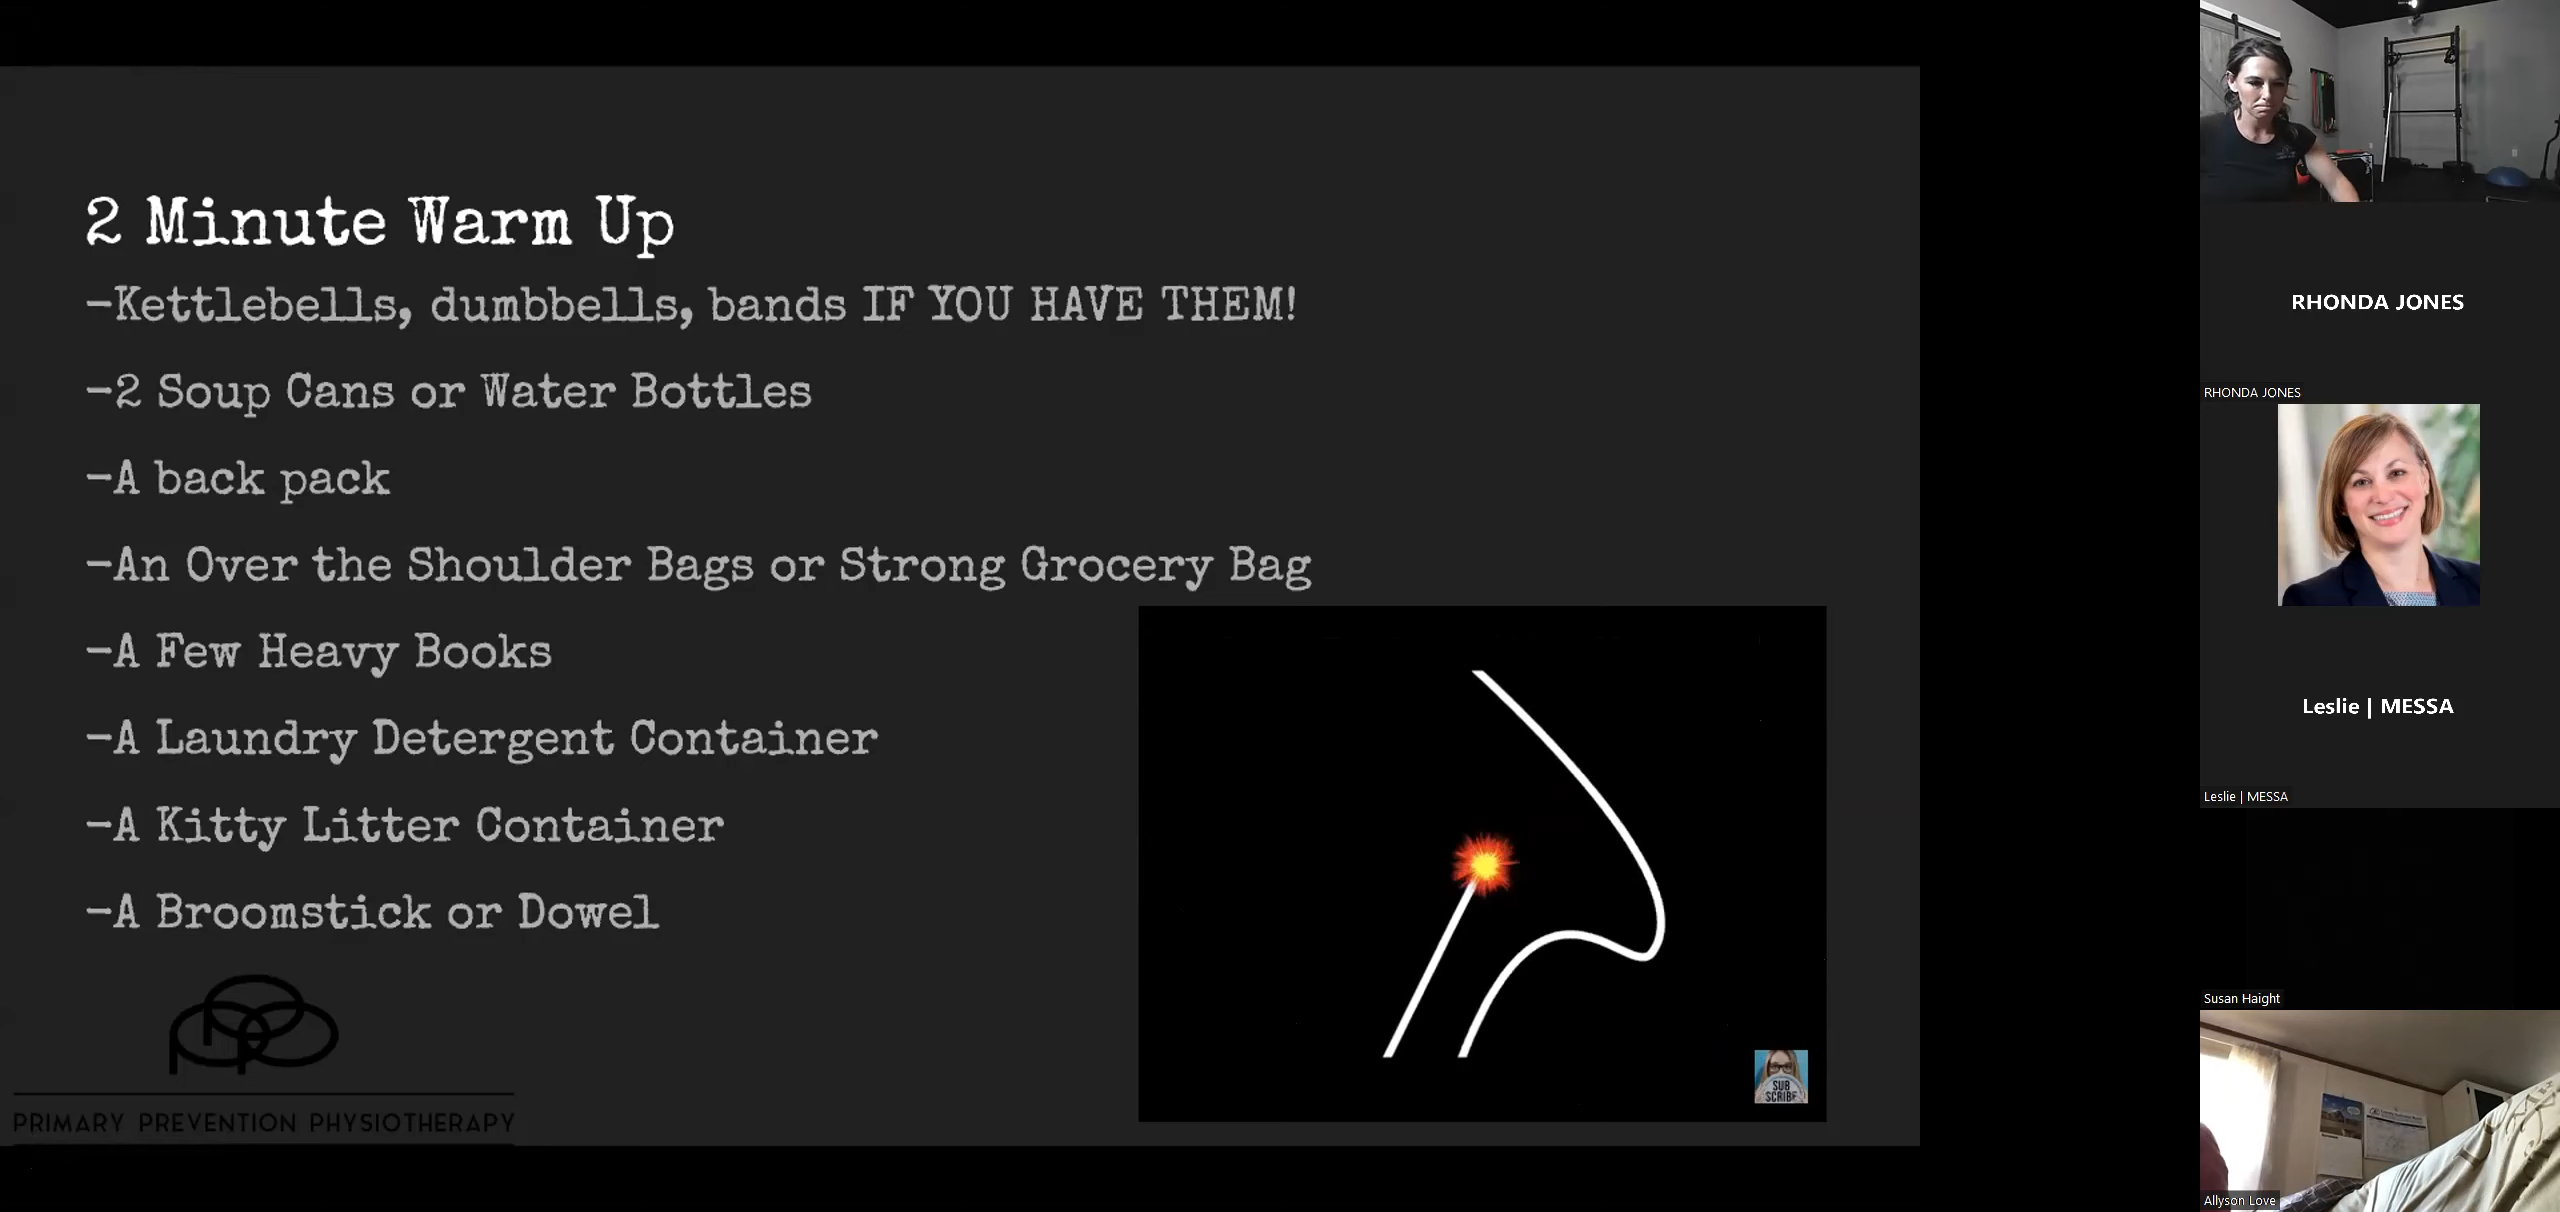 2 Minute Warm Up
-Kettlebells, dumbbells, bands IF YOU HAVE THEM!
-2 Soup Cans or Water Bottles
-A back pack
-An Over the Shoulder Bags or Strong Grocery Bag
-A Few Heavy Books
-A Laundry Detergent Container
-A Kitty Litter Container
-A Broomstick or Dowel
PRIMARY PREVENTION PHYSIOTHERAPY
SUB
SCRIBE
RHONDA JONES
RHONDA JONES
Leslie | MESSA
Leslie | MESSA
Susan Haight
Allyson Love